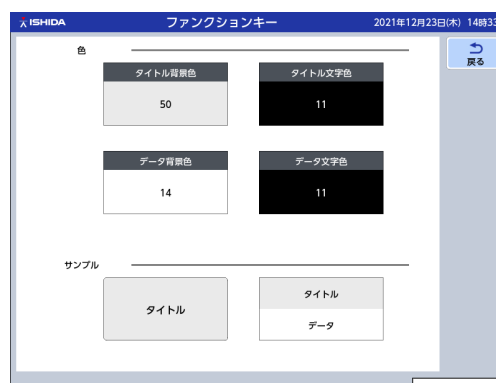 ISHIDA ファンクションキー 2021年12月23日(木) 14時33
戻る
色
タイトル背景色 タイトル文字色
50 11
データ背景色 データ文字色
14 11
サンプル
タイトル タイトル
データ